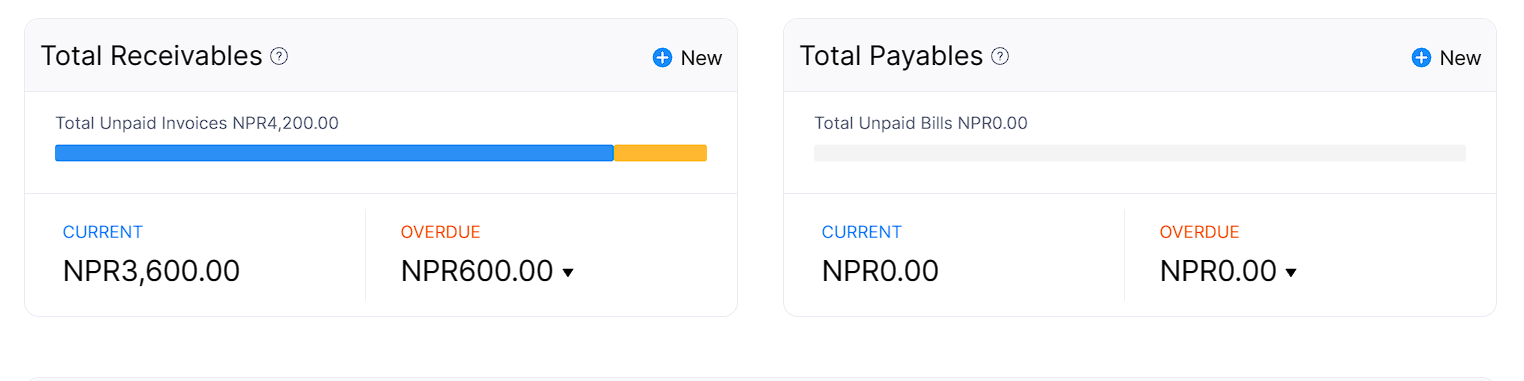 Total Receivables ?
New
Total Unpaid Invoices NPR4,200.00
CURRENT
NPR3,600.00
OVERDUE
NPR600.00
Total Payables ?
New
Total Unpaid Bills NPR0.00
CURRENT
NPR0.00
OVERDUE
NPR0.00